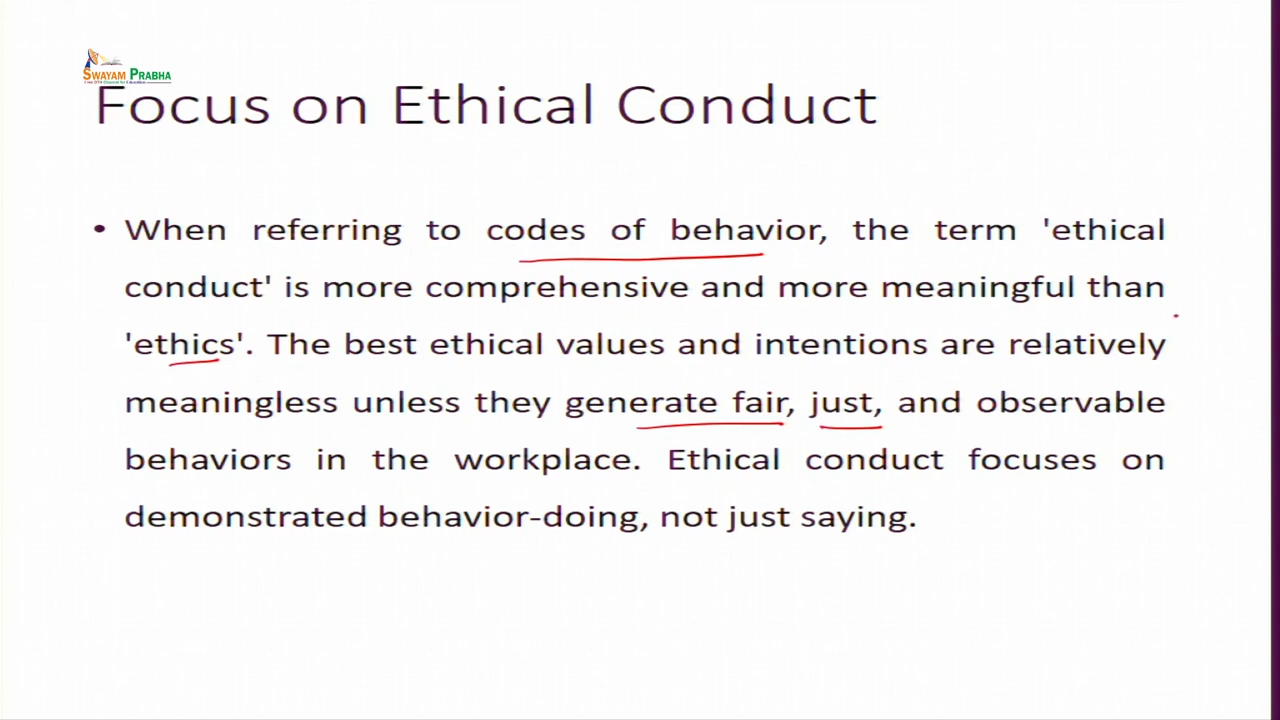 SWAYAM PRABHA
Focus on Ethical Conduct
• When referring to codes of behavior, the term 'ethical
conduct' is more comprehensive and more meaningful than
'ethics'. The best ethical values and intentions are relatively
meaningless unless they generate fair, just, and observable
behaviors in the workplace. Ethical conduct focuses on
demonstrated behavior-doing, not just saying.